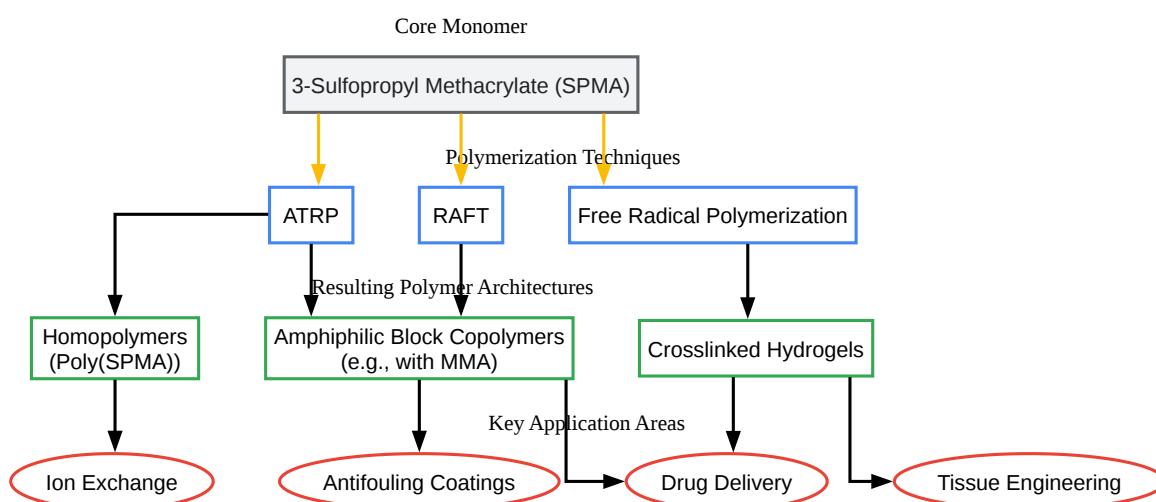 Core Monomer
3-Sulfopropyl Methacrylate (SPMA)
Polymerization Techniques
ATRP
RAFT
Free Radical Polymerization
Resulting Polymer Architectures
Homopolymers
(Poly(SPMA))
Amphiphilic Block Copolymers
(e.g., with MMA)
Crosslinked Hydrogels
Key Application Areas
Ion Exchange
Antifouling Coatings
Drug Delivery
Tissue Engineering